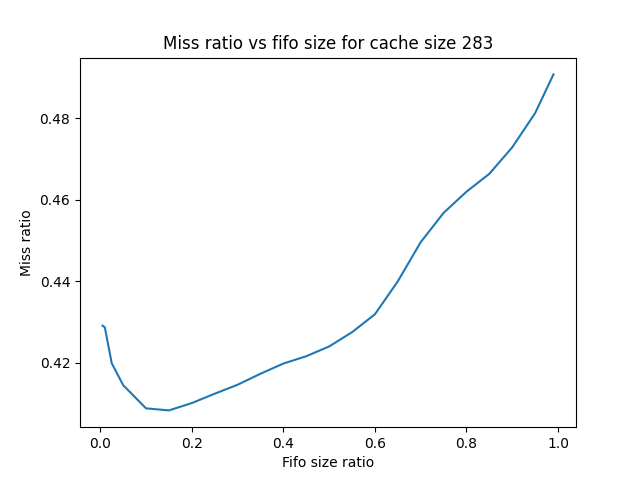 Miss ratio vs fifo size for cache size 283
Miss ratio
0.48
0.46
0.44
0.42
0.0 0.2 0.4 0.6 0.8 1.0
Fifo size ratio